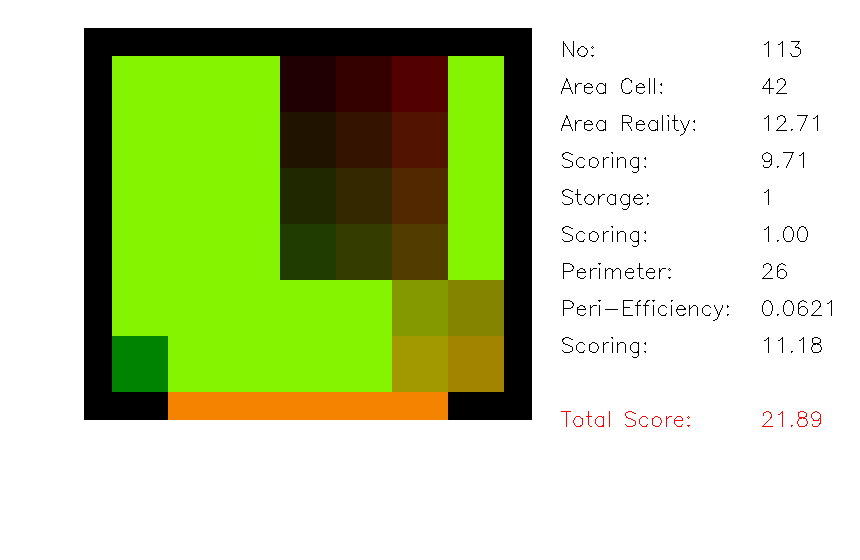 No: 113
Area Cell: 42
Area Reality: 12.71
Scoring: 9.71
Storage: 1
Scoring: 1.00
Perimeter: 26
Peri-Efficiency: 0.0621
Scoring: 11.18
Total Score: 21.89